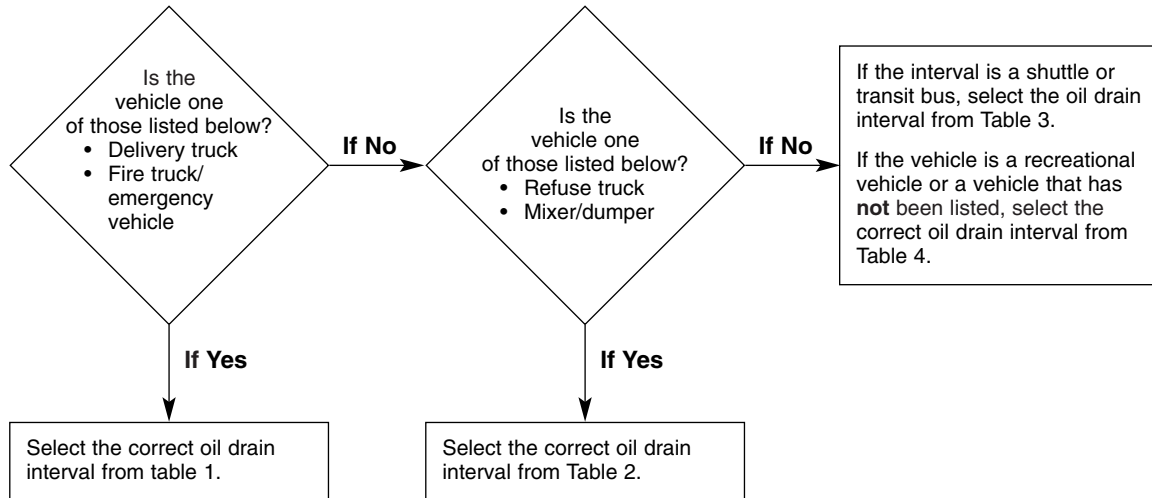 Is the
vehicle one
of those listed below?
• Delivery truck
• Fire truck/
emergency
vehicle
If No
If Yes
Select the correct oil drain
interval from table 1.
Is the
vehicle one
of those listed below?
• Refuse truck
• Mixer/dumper
If No
If Yes
Select the correct oil drain
interval from Table 2.
If the interval is a shuttle or
transit bus, select the oil drain
interval from Table 3.
If the vehicle is a recreational
vehicle or a vehicle that has
not been listed, select the
correct oil drain interval from
Table 4.